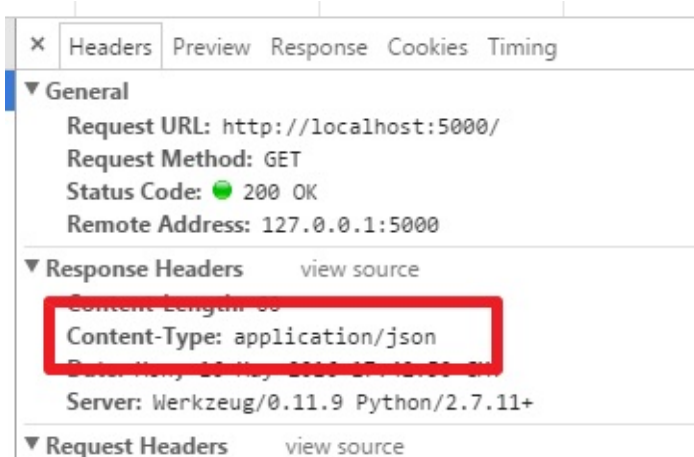 × Headers Preview Response Cookies Timing
▼ General
Request URL: http://localhost:5000/
Request Method: GET
Status Code: 200 OK
Remote Address: 127.0.0.1:5000
▼ Response Headers view source
Content-Length:
Content-Type: application/json
Server: Werkzeug/0.11.9 Python/2.7.11+
▼ Request Headers view source